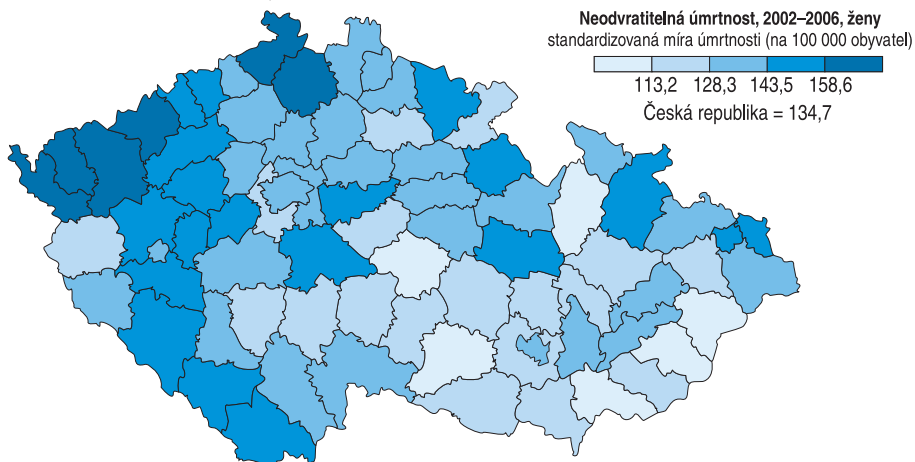 Neodvratitelná úmrtnost, 2002–2006, ženy
standardizovaná míra úmrtnosti (na 100 000 obyvatel)
113,2 128,3 143,5 158,6
Česká republika = 134,7